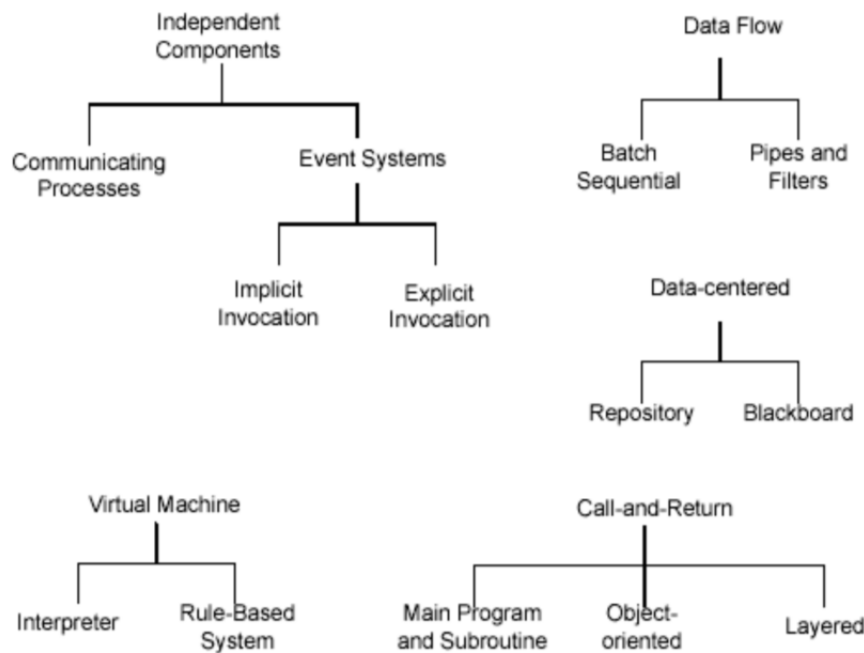 Independent
Components
Communicating
Processes
Event Systems
Implicit
Invocation
Explicit
Invocation
Data Flow
Batch
Sequential
Pipes and
Filters
Data-centered
Repository
Blackboard
Virtual Machine
Interpreter
Rule-Based
System
Call-and-Return
Main Program
and Subroutine
Object-
oriented
Layered